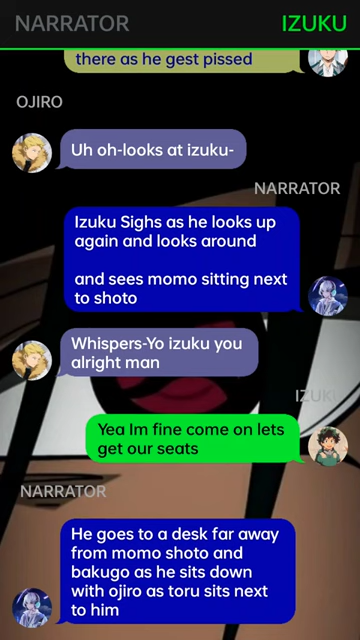 NARRATOR
IZUKU
there as he gest pissed
OJIRO
Uh oh-looks at izuku-
NARRATOR
Izuku Sighs as he looks up
again and looks around
and sees momo sitting next
to shoto
Whispers-Yo izuku you
alright man
IZUKU
Yea Im fine come on lets
get our seats
NARRATOR
He goes to a desk far away
from momo shoto and
bakugo as he sits down
with ojiro as toru sits next
to him